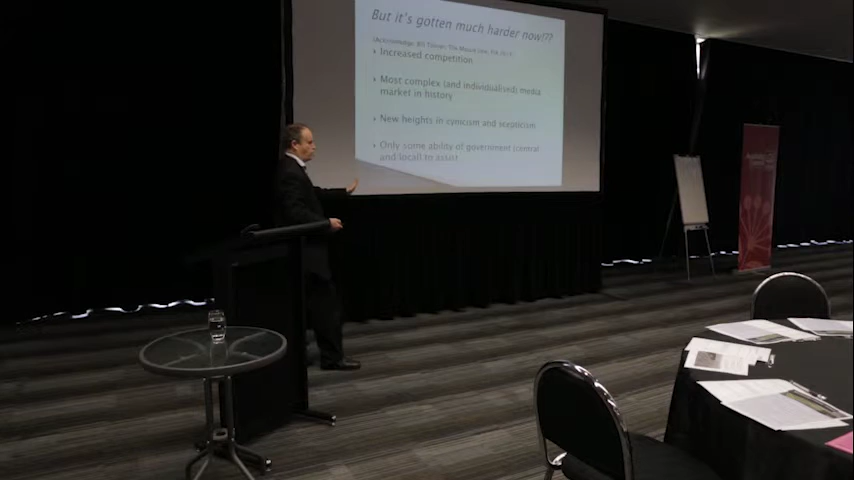 But it's gotten much harder now!??
› Increased competition
› Most complex (and individualised) media
market in history
› New heights in cynicism and scepticism
› Only some ability of government (central
and local) to assist